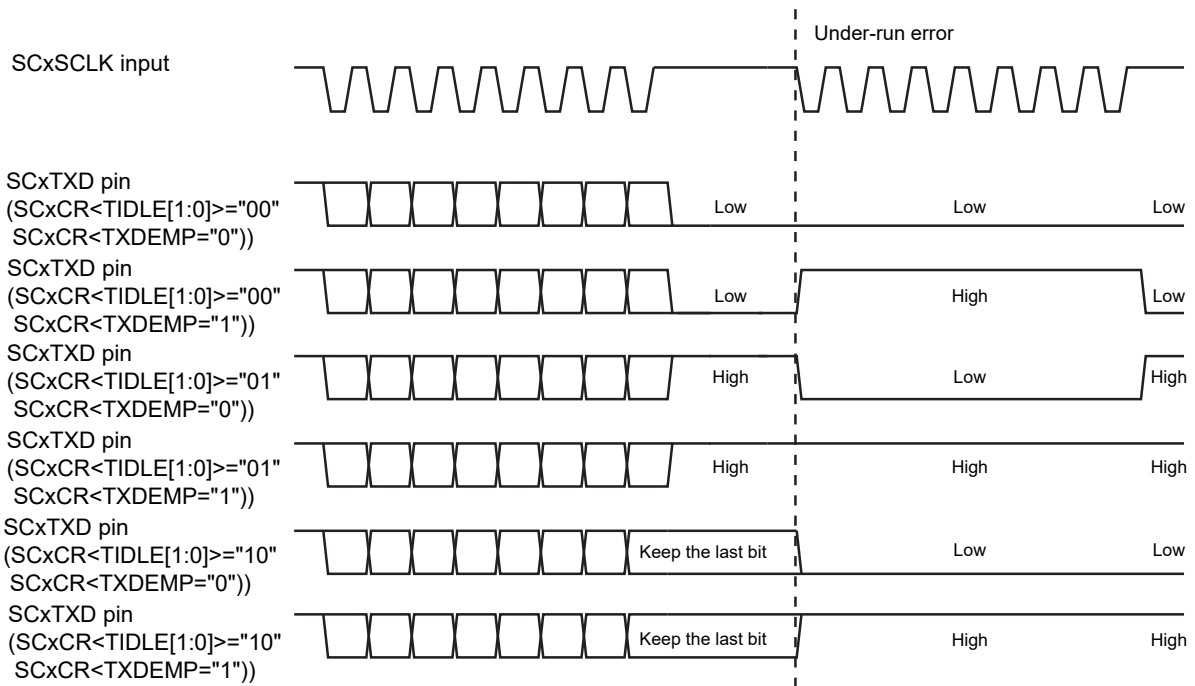 Under-run error
SCxSCLK input
SCxTXD pin
(SCxCR<TIDLE[1:0]>="00"
SCxCR<TXDEMP="0"))
Low
Low
Low
SCxTXD pin
(SCxCR<TIDLE[1:0]>="00"
SCxCR<TXDEMP="1"))
Low
High
Low
SCxTXD pin
(SCxCR<TIDLE[1:0]>="01"
SCxCR<TXDEMP="0"))
High
Low
High
SCxTXD pin
(SCxCR<TIDLE[1:0]>="01"
SCxCR<TXDEMP="1"))
High
High
High
SCxTXD pin
(SCxCR<TIDLE[1:0]>="10"
SCxCR<TXDEMP="0"))
Keep the last bit
Low
Low
SCxTXD pin
(SCxCR<TIDLE[1:0]>="10"
SCxCR<TXDEMP="1"))
Keep the last bit
High
High